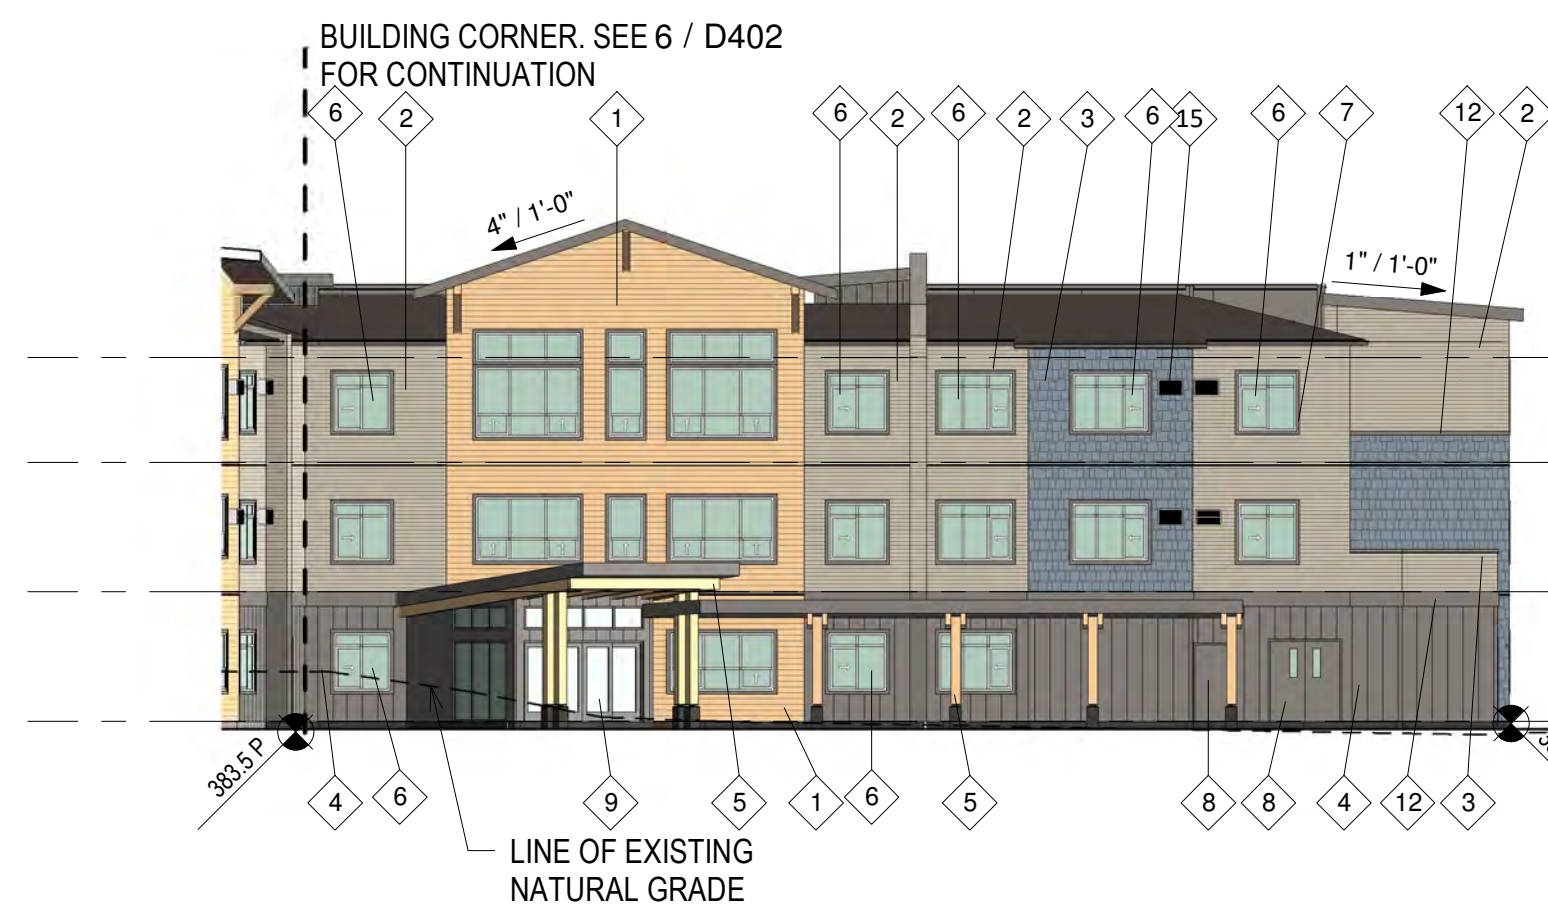 BUILDING CORNER. SEE 6 / D402
FOR CONTINUATION
6 2 1 6 2 6 2 3 6 15 6 7 12 2
4" / 1'-0"
1" / 1'-0"
383.5 P
4 6 9 5 1 6 5 8 8 4 12 3
LINE OF EXISTING
NATURAL GRADE